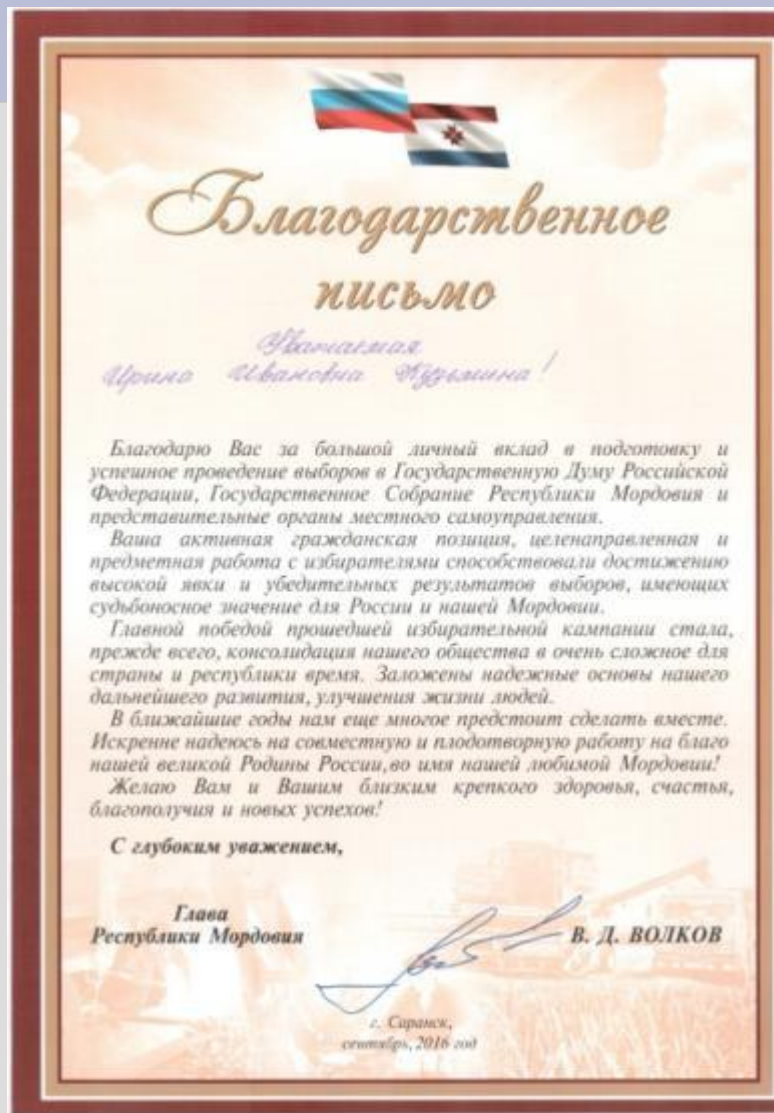 Благодарственное
письмо
Уважаемая
Ирина Ивановна Кузьмина!
Благодарю Вас за большой личный вклад в подготовку и
успешное проведение выборов в Государственную Думу Российской
Федерации, Государственное Собрание Республики Мордовия и
представительные органы местного самоуправления.
Ваша активная гражданская позиция, целенаправленная и
предметная работа с избирателями способствовали достижению
высокой явки и убедительных результатов выборов, имеющих
судьбоносное значение для России и нашей Мордовии.
Главной победой прошедшей избирательной кампании стала,
прежде всего, консолидация нашего общества в очень сложное для
страны и республики время. Заложены надежные основы нашего
дальнейшего развития, улучшения жизни людей.
В ближайшие годы нам еще многое предстоит сделать вместе.
Искренне надеюсь на совместную и плодотворную работу на благо
нашей великой Родины России, во имя нашей любимой Мордовии!
Желаю Вам и Вашим близким крепкого здоровья, счастья,
благополучия и новых успехов!
С глубоким уважением,
Глава
Республики Мордовия
В. Д. ВОЛКОВ
г. Саранск,
сентябрь, 2016 год